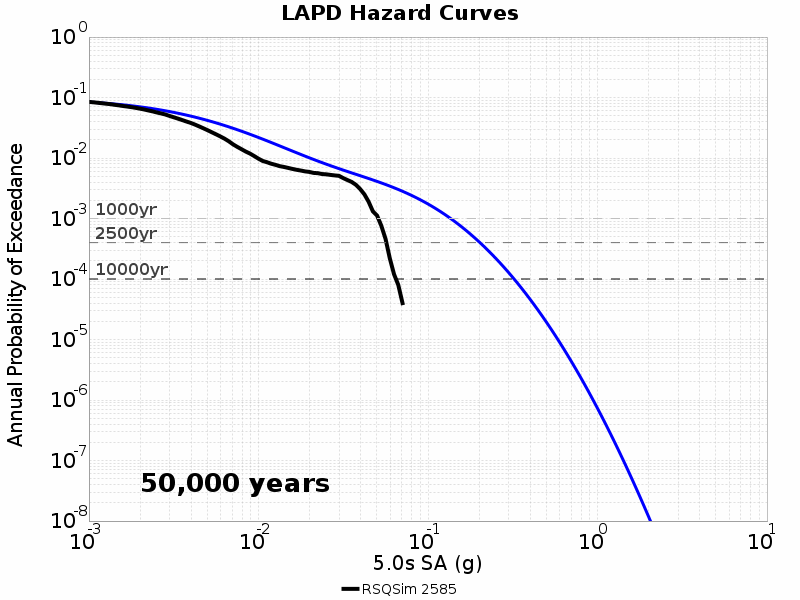 LAPD Hazard Curves
Annual Probability of Exceedance
10^0
10^-1
10^-2
10^-3
10^-4
10^-5
10^-6
10^-7
10^-8
1000yr
2500yr
10000yr
50,000 years
10^-3 10^-2 10^-1 10^0 10^1
5.0s SA (g)
RSQSim 2585